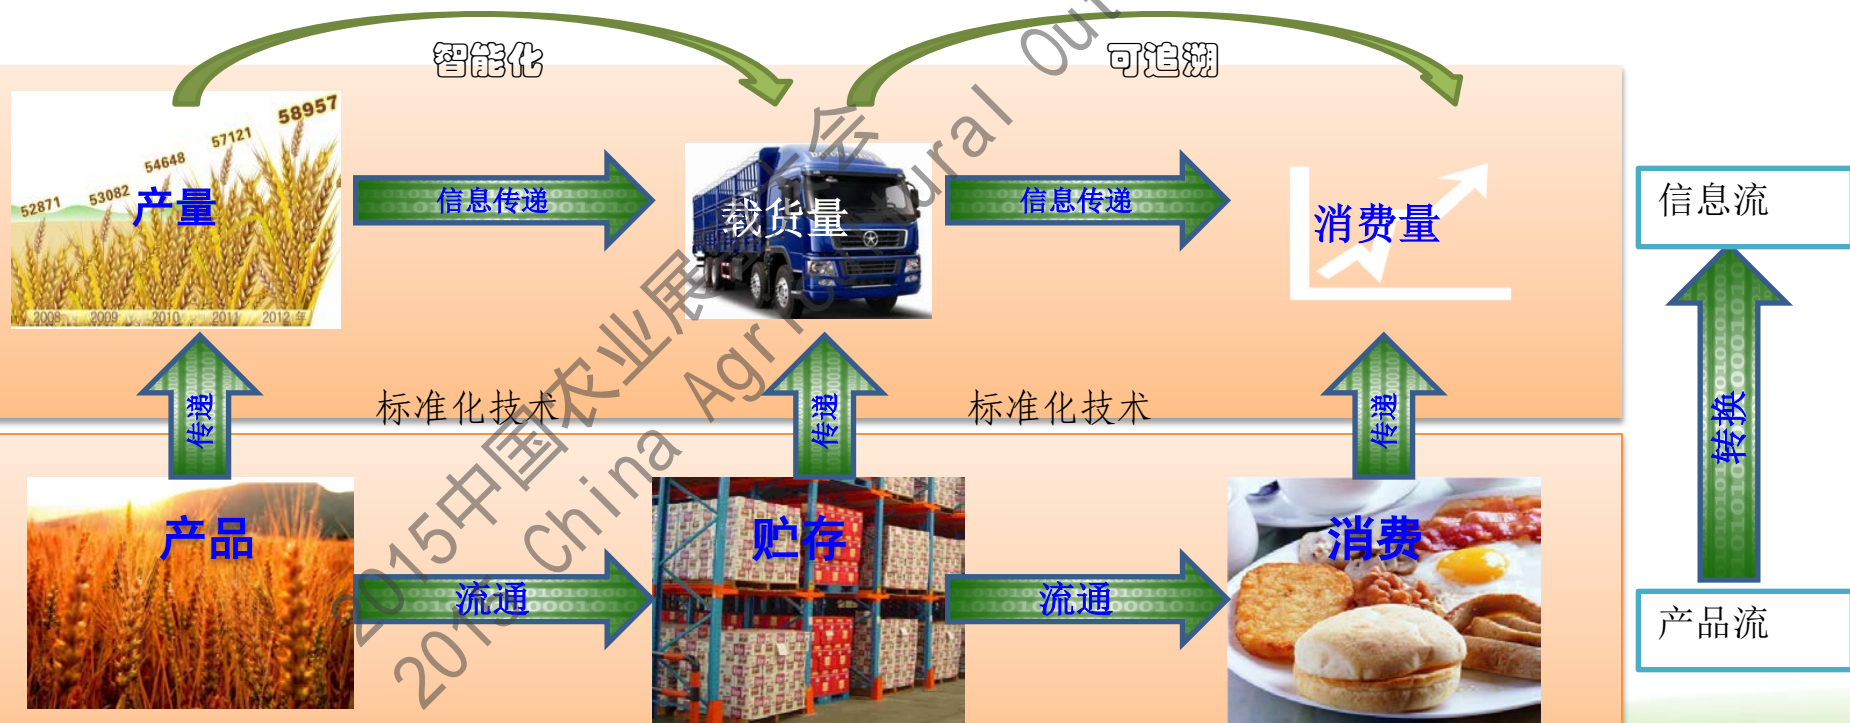 智能化
可追溯
58957
57121
54648
53082
52871
产量
2008 2009 2010 2011 2012 年
信息传递
载货量
信息传递
消费量
信息流
传递
标准化技术
传递
标准化技术
传递
转换
产品
流通
贮存
流通
消费
产品流
2015中国农业展
会
2015 China Agricu
ural Out